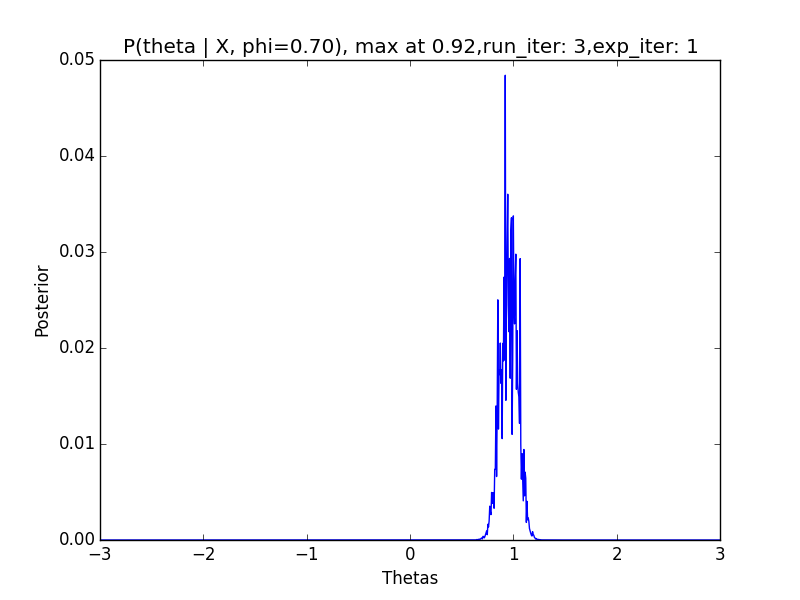 P(theta | X, phi=0.70), max at 0.92,run_iter: 3,exp_iter: 1
0.05
0.04
0.03
0.02
0.01
0.00
Posterior
−3 −2 −1 0 1 2 3
Thetas